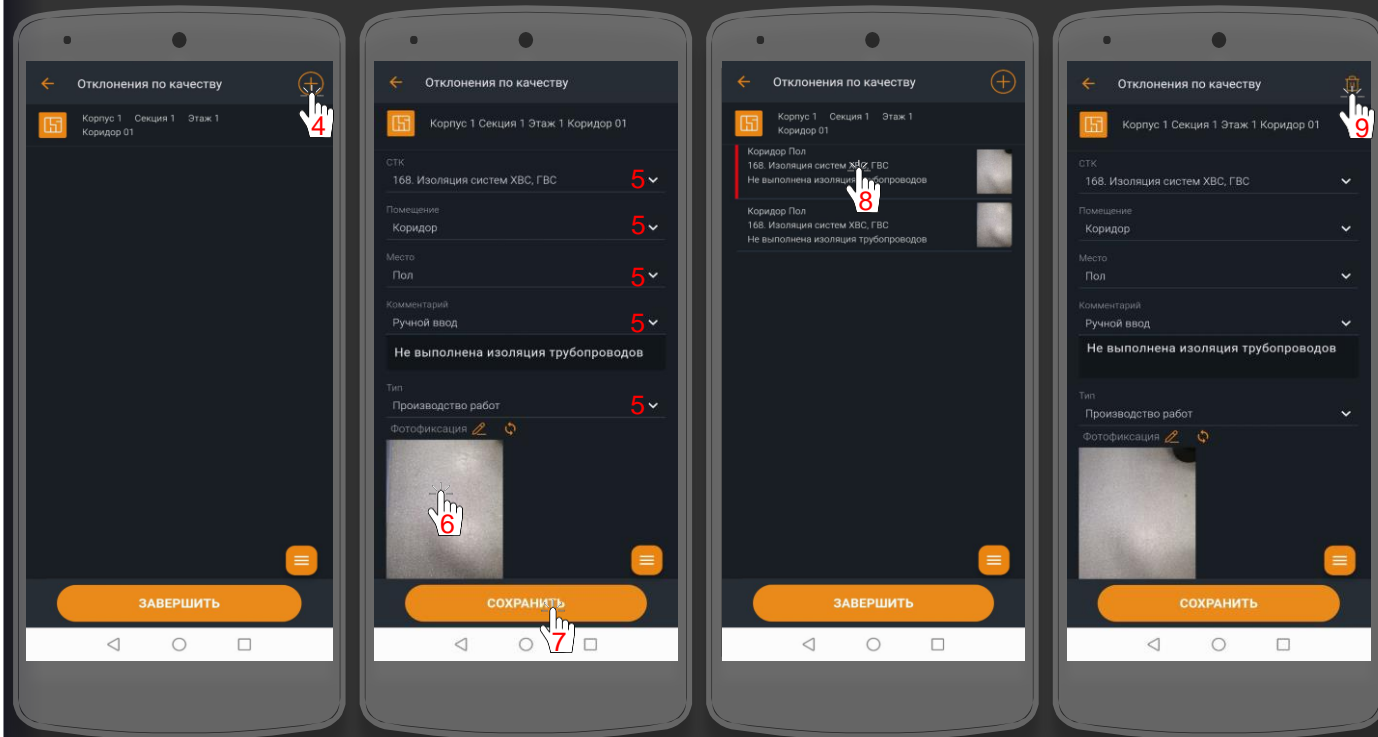 Отклонения по качеству
4
Корпус 1 Секция 1 Этаж 1
Коридор 01
ЗАВЕРШИТЬ
Отклонения по качеству
Корпус 1 Секция 1 Этаж 1 Коридор 01
СТК
168. Изоляция систем ХВС, ГВС
5
Помещение
Коридор
5
Место
Пол
5
Комментарий
Ручной ввод
5
Не выполнена изоляция трубопроводов
Тип
Производство работ
5
Фотофиксация
6
СОХРАНИТЬ
7
Отклонения по качеству
Корпус 1 Секция 1 Этаж 1
Коридор 01
Коридор Пол
168. Изоляция систем ХВС, ГВС
Не выполнена изоляция трубопроводов
8
Коридор Пол
168. Изоляция систем ХВС, ГВС
Не выполнена изоляция трубопроводов
ЗАВЕРШИТЬ
Отклонения по качеству
9
Корпус 1 Секция 1 Этаж 1 Коридор 01
СТК
168. Изоляция систем ХВС, ГВС
Помещение
Коридор
Место
Пол
Комментарий
Ручной ввод
Не выполнена изоляция трубопроводов
Тип
Производство работ
Фотофиксация
СОХРАНИТЬ